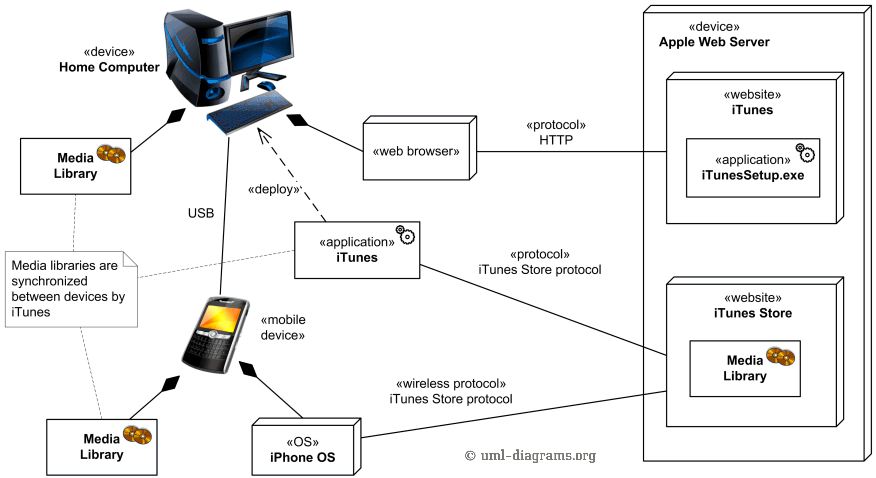 «device»
Home Computer
«device»
Apple Web Server
«website»
iTunes
«application»
iTunesSetup.exe
«protocol»
HTTP
«web browser»
Media
Library
«deploy»
USB
«application»
iTunes
«protocol»
iTunes Store protocol
Media libraries are
synchronized
between devices by
iTunes
«website»
iTunes Store
Media
Library
«mobile
device»
«wireless protocol»
iTunes Store protocol
Media
Library
«OS»
iPhone OS
© uml-diagrams.org